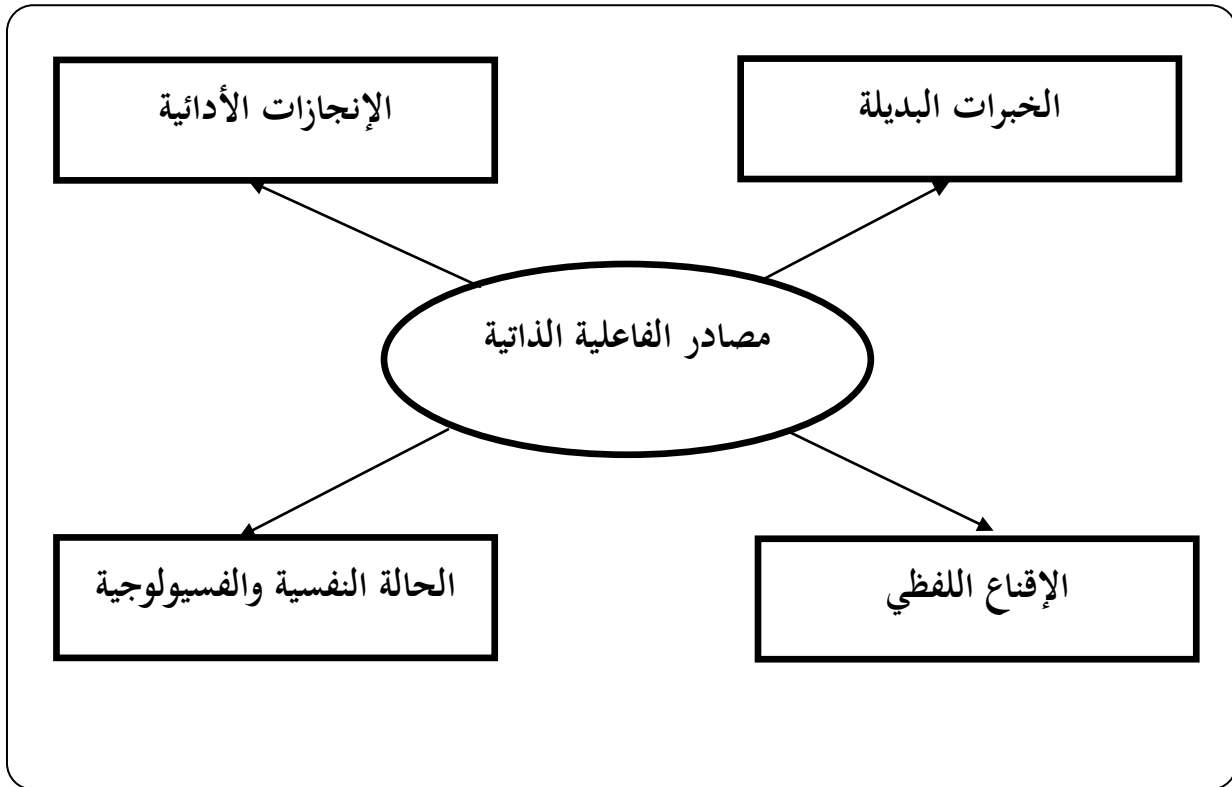 الخبرات البديلة
الإنجازات الأدائية
مصادر الفاعلية الذاتية
الإقناع اللفظي
الحالة النفسية والفسيولوجية